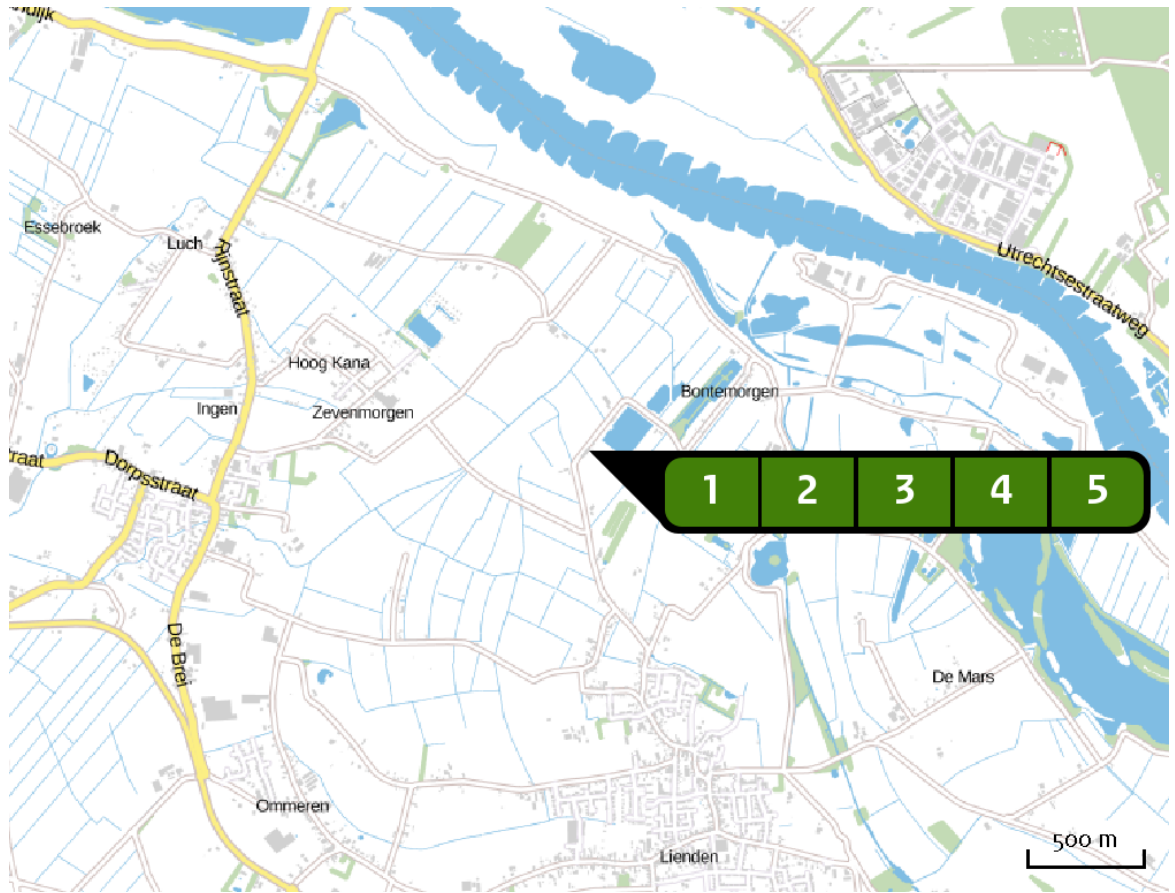 Utrechtsestraatweg
Essebroek
Luch
Rijnstraat
Hoog Kana
Bontemorgen
Ingen
Zevenmorgen
Dorpsstraat
1 2 3 4 5
De Brei
De Mars
Ommeren
500 m
Lienden